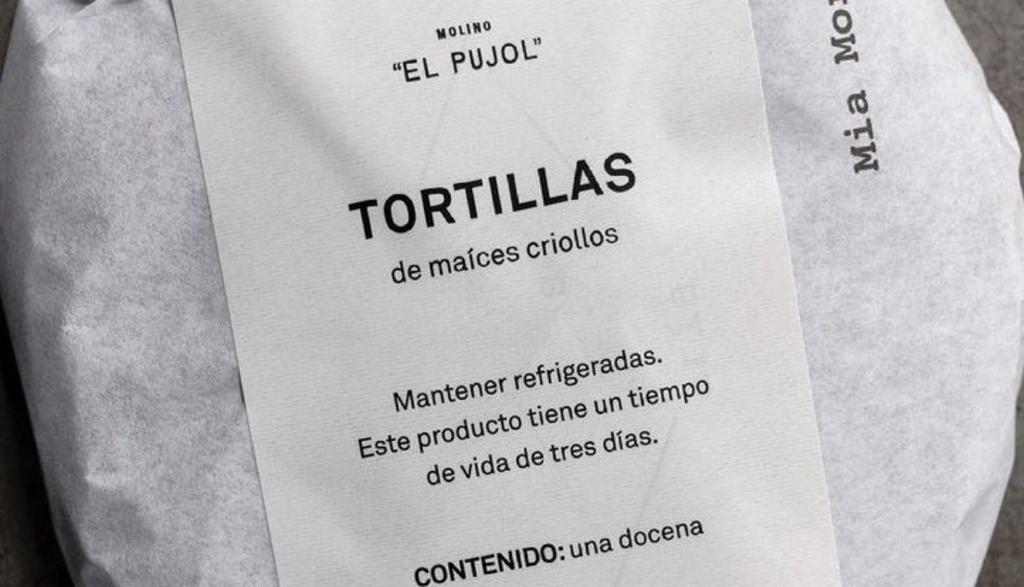 MOLINO
“EL PUJOL”
TORTILLAS
de maíces criollos
Mantener refrigeradas.
Este producto tiene un tiempo
de vida de tres días.
CONTENIDO: una docena
Mia